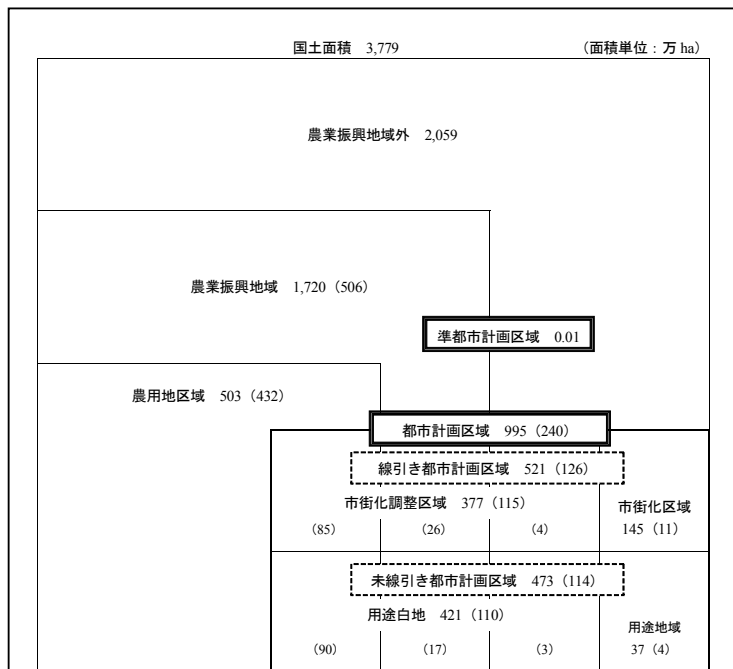 国土面積 3,779 （面積単位：万 ha）
農業振興地域外 2,059
農業振興地域 1,720（506）
準都市計画区域 0.01
農用地区域 503（432）
都市計画区域 995（240）
線引き都市計画区域 521（126）
市街化調整区域 377（115）
市街化区域
（85） （26） （4） 145（11）
未線引き都市計画区域 473（114）
用途白地 421（110）
用途地域
（90） （17） （3） 37（4）